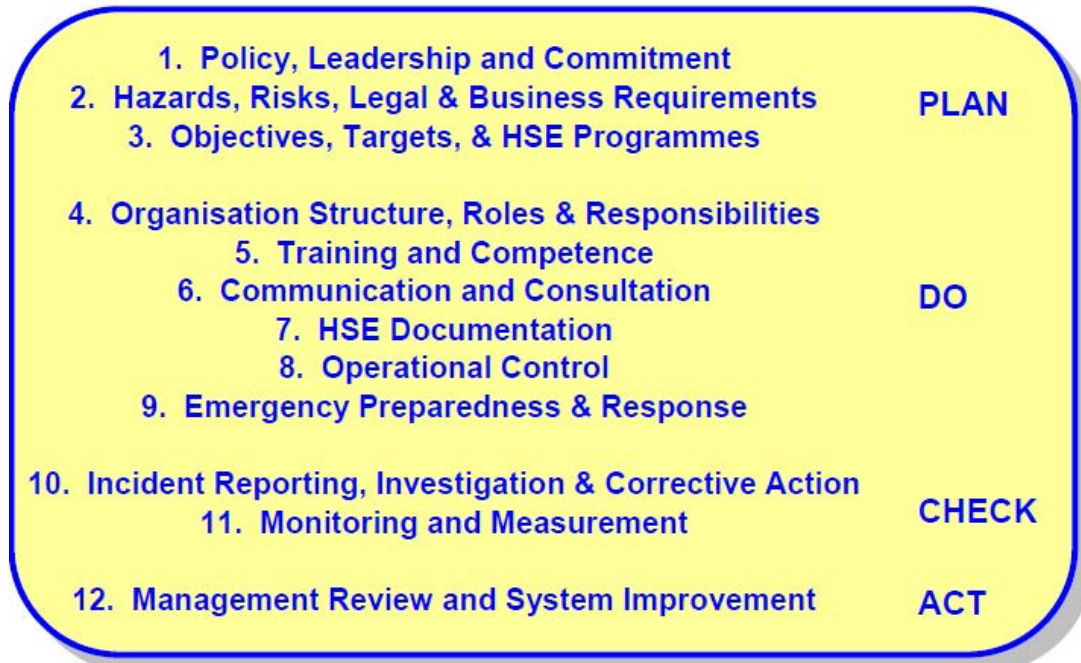 1. Policy, Leadership and Commitment
2. Hazards, Risks, Legal & Business Requirements
3. Objectives, Targets, & HSE Programmes
PLAN
4. Organisation Structure, Roles & Responsibilities
5. Training and Competence
6. Communication and Consultation
7. HSE Documentation
8. Operational Control
9. Emergency Preparedness & Response
DO
10. Incident Reporting, Investigation & Corrective Action
11. Monitoring and Measurement
CHECK
12. Management Review and System Improvement
ACT